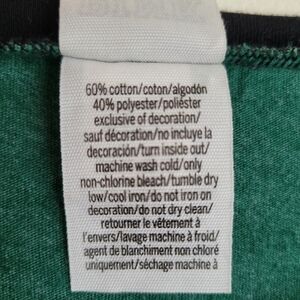 60% cotton/coton/algodón
40% polyester/poliéster
exclusive of decoration/
sauf décoration/no incluye la
decoración/turn inside out/
machine wash cold/only
non-chlorine bleach/tumble dry
low/cool iron/do not iron on
decoration/do not dry clean/
retourner le vêtement à
l'envers/lavage machine à froid/
agent de blanchiment non chloré
uniquement/séchage machine à